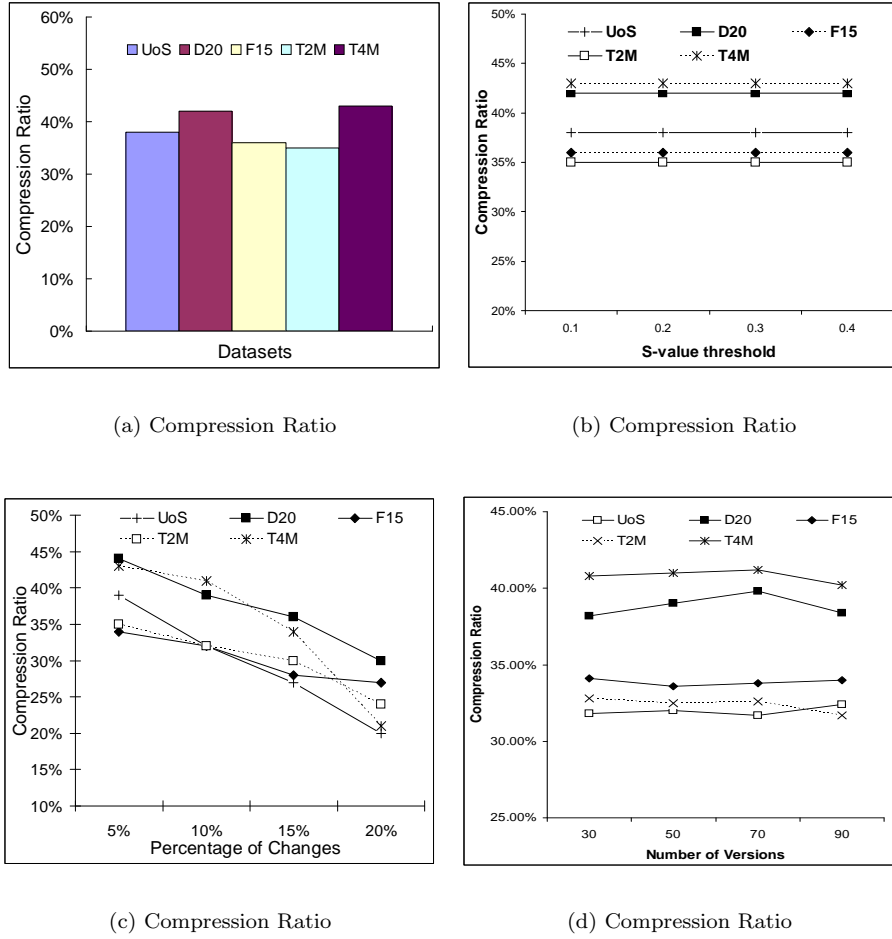 60%
50%
40%
30%
20%
10%
0%
Compression Ratio
UoS D20 F15 T2M T4M
Datasets
(a) Compression Ratio
50%
45%
40%
35%
30%
25%
20%
Compression Ratio
UoS D20 F15
T2M T4M
0.1 0.2 0.3 0.4
S-value threshold
(b) Compression Ratio
50%
45%
40%
35%
30%
25%
20%
15%
10%
Compression Ratio
UoS D20 F15
T2M T4M
5% 10% 15% 20%
Percentage of Changes
(c) Compression Ratio
45.00%
40.00%
35.00%
30.00%
25.00%
Compression Ratio
UoS D20 F15
T2M T4M
30 50 70 90
Number of Versions
(d) Compression Ratio